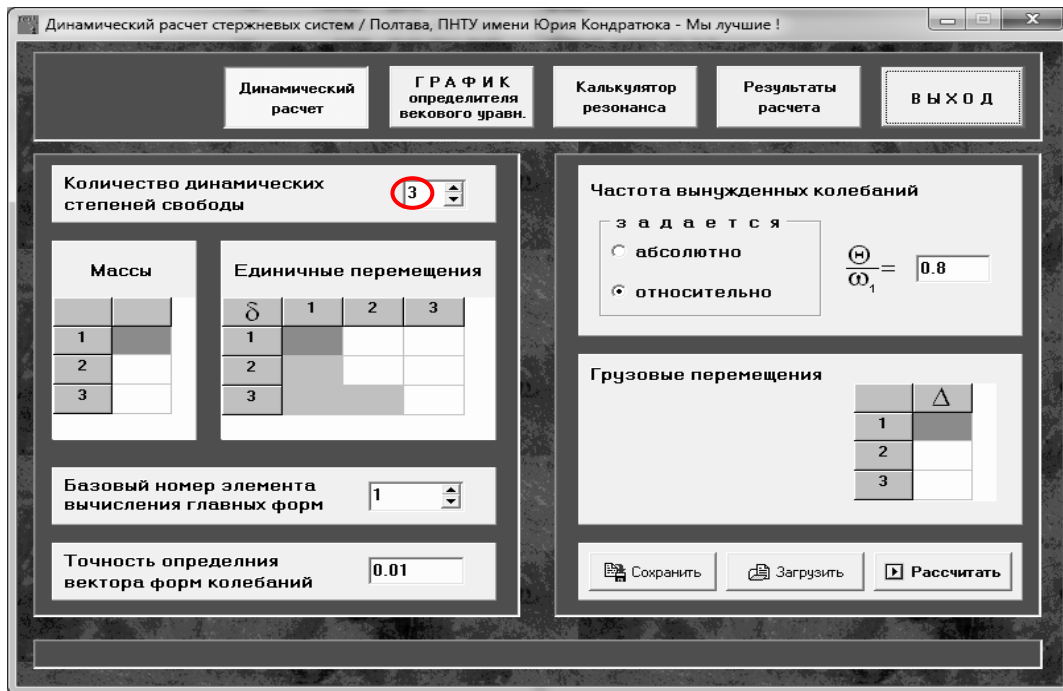 Динамический расчет стержневых систем / Полтава, ПНТУ имени Юрия Кондратюка - Мы лучшие !
Динамический
расчет
Г Р А Ф И К
определителя
векового уравн.
Калькулятор
резонанса
Результаты
расчета
В Ы Х О Д
Количество динамических
степеней свободы
3
Массы
1
2
3
Единичные перемещения
δ 1 2 3
1
2
3
Базовый номер элемента
вычисления главных форм
1
Точность определния
вектора форм колебаний
0.01
Частота вынужденных колебаний
з а д а е т с я
абсолютно
относительно
Θ/ω₁ = 0.8
Грузовые перемещения
Δ
1
2
3
Сохранить
Загрузить
Рассчитать